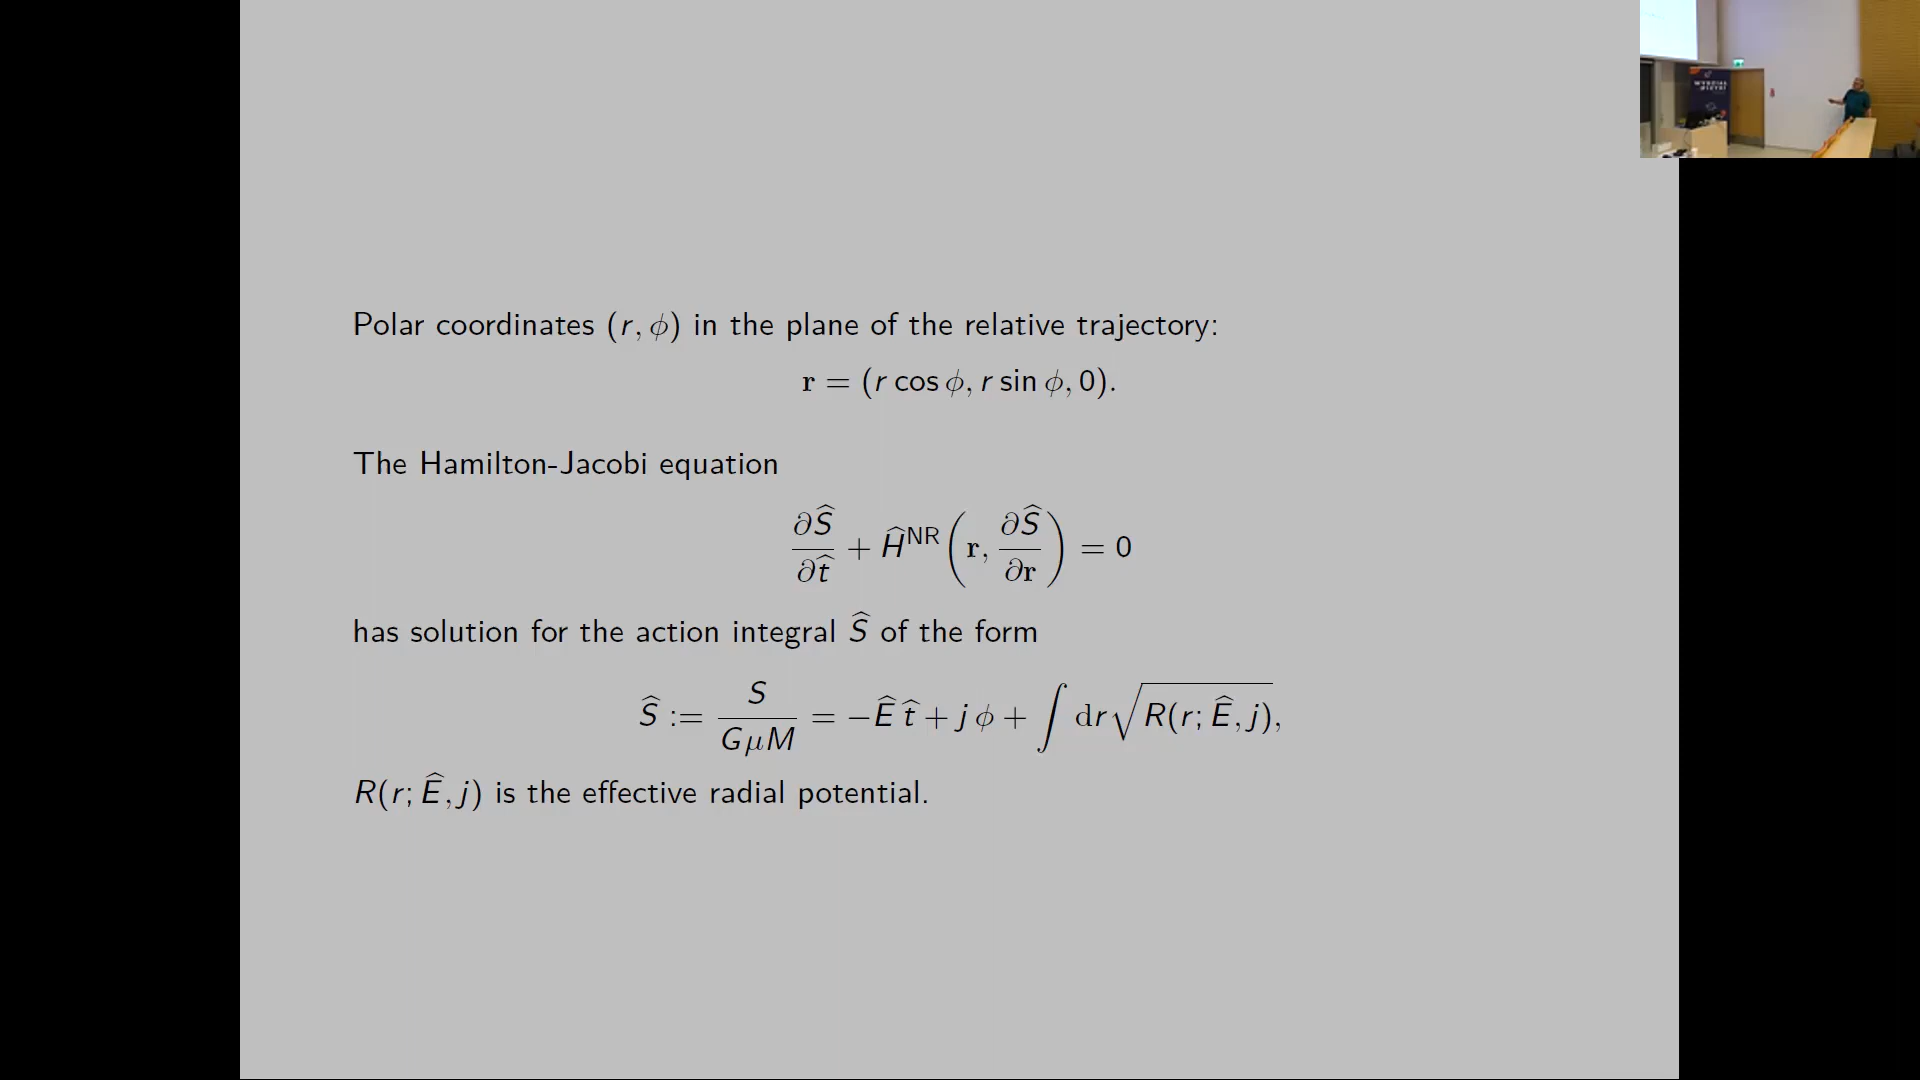 Polar coordinates (r, ϕ) in the plane of the relative trajectory:
r = (r cos ϕ, r sin ϕ, 0).
The Hamilton-Jacobi equation
∂Ŝ/∂t̂ + Ĥ^NR(r, ∂Ŝ/∂r) = 0
has solution for the action integral Ŝ of the form
Ŝ := S/(GμM) = −Ê t̂ + j ϕ + ∫ dr √R(r; Ê, j),
R(r; Ê, j) is the effective radial potential.